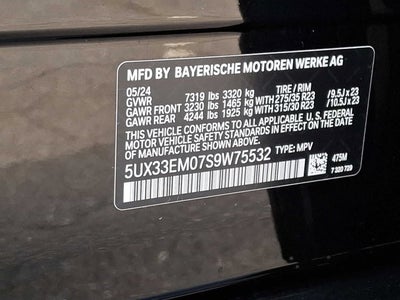 MFD BY BAYERISCHE MOTOREN WERKE AG
05/24 TIRE / RIM
GVWR 7319 lbs 3320 kg
GAWR FRONT 3230 lbs 1465 kg WITH 275/35 R23 /9.5J x 23
GAWR REAR 4244 lbs 1925 kg WITH 315/30 R23 /10.5J x 23
THIS VEHICLE CONFORMS TO ALL APPLICABLE U.S. FEDERAL
MOTOR VEHICLE SAFETY STANDARDS IN EFFECT ON THE DATE
OF MANUFACTURE SHOWN ABOVE.
5UX33EM07S9W75532 TYPE: MPV
475M
7 320 729